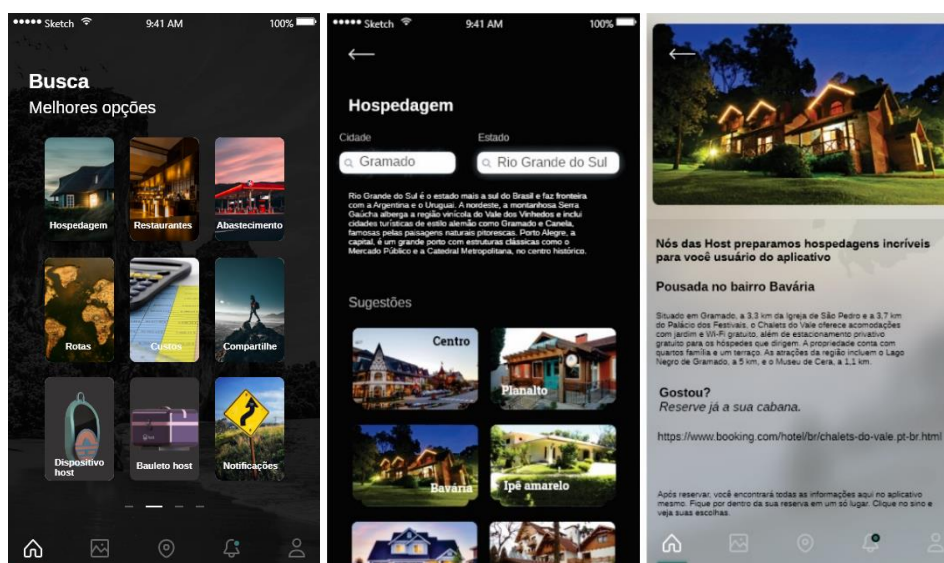 Sketch 9:41 AM 100%
Busca
Melhores opções
Hospedagem
Restaurantes
Abastecimento
Rotas
Custos
Compartilhe
Dispositivo
host
Bauleto host
Notificações
Sketch 9:41 AM 100%
Hospedagem
Cidade
Estado
Gramado
Rio Grande do Sul
Rio Grande do Sul é o estado mais a sul do Brasil e faz fronteira
com a Argentina e o Uruguai. A nordeste, a montanhosa Serra
Gaúcha alberga a região vinícola do Vale dos Vinhedos e inclui
cidades turísticas de estilo alemão como Gramado e Canela,
famosas pelas paisagens naturais pitorescas. Porto Alegre, a
capital, é um grande porto com estruturas clássicas como o
Mercado Público e a Catedral Metropolitana, no centro histórico.
Sugestões
Centro
Planalto
Bavária
Ipê amarelo
Nós das Host preparamos hospedagens incríveis
para você usuário do aplicativo
Pousada no bairro Bavária
Situado em Gramado, a 3,3 km da Igreja de São Pedro e a 3,7 km
do Palácio dos Festivais, o Chalets do Vale oferece acomodações
com jardim e Wi-Fi gratuito, além de estacionamento privativo
gratuito para os hóspedes que dirigem. A propriedade conta com
quartos família e um terraço. As atrações da região incluem o Lago
Negro de Gramado, a 5 km, e o Museu de Cera, a 1,1 km.
Gostou?
Reserve já a sua cabana.
https://www.booking.com/hotel/br/chalets-do-vale.pt-br.html
Após reservar, você encontrará todas as informações aqui no aplicativo
mesmo. Fique por dentro da sua reserva em um só lugar. Clique no sino e
veja suas escolhas.